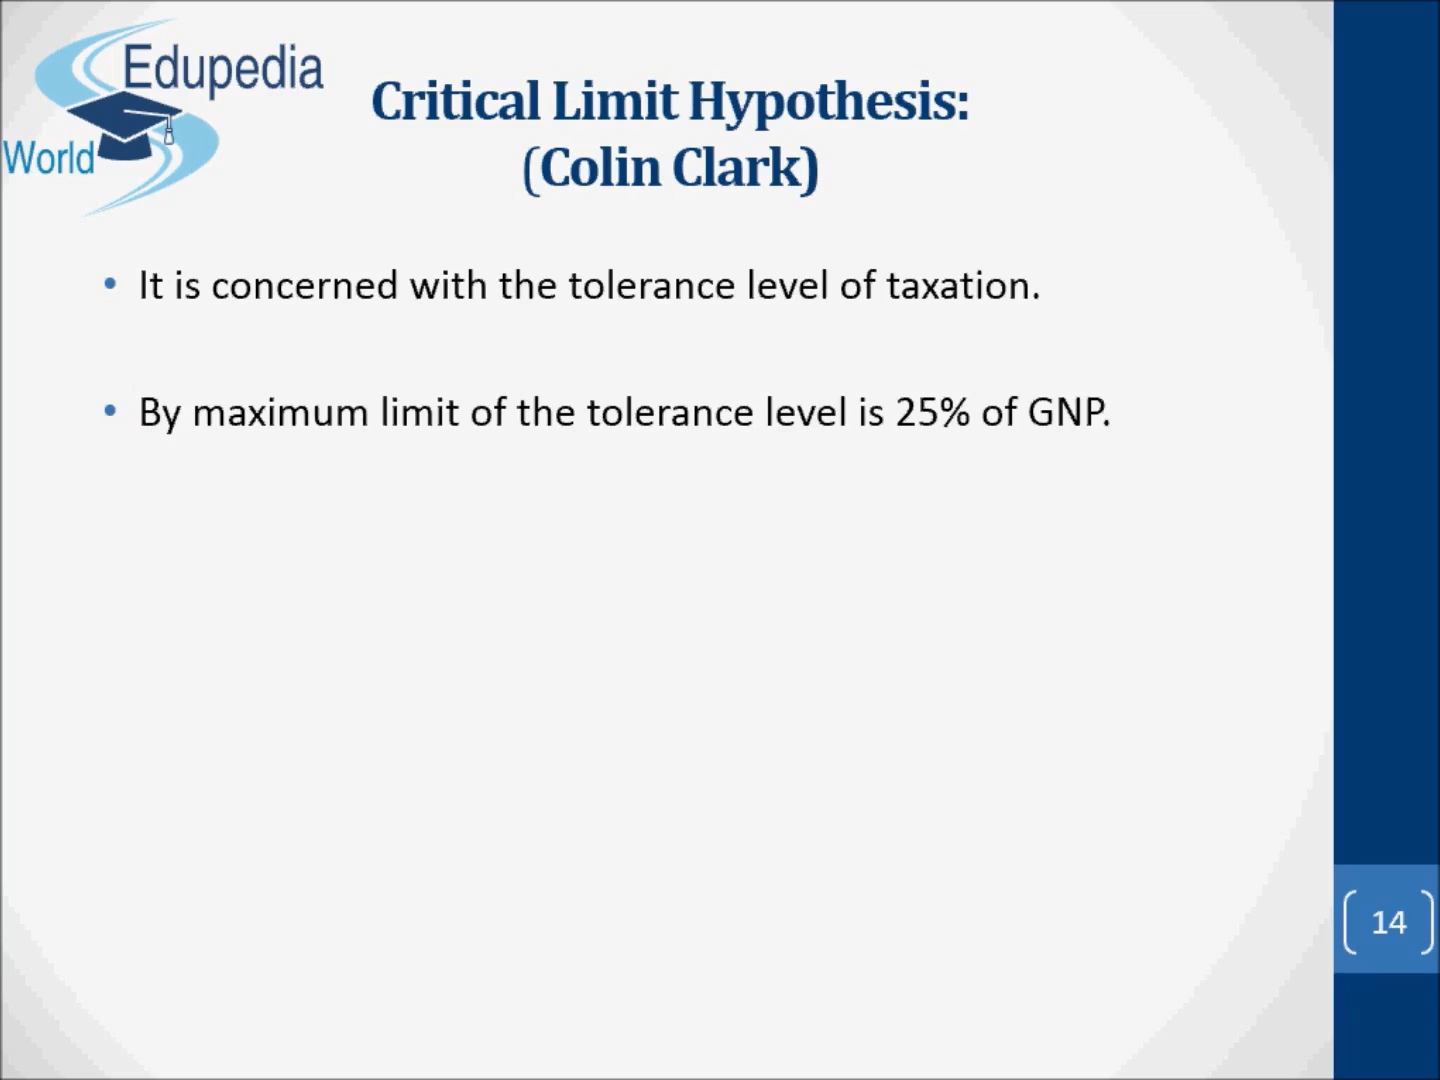 Edupedia
World
Critical Limit Hypothesis:
(Colin Clark)
• It is concerned with the tolerance level of taxation.
• By maximum limit of the tolerance level is 25% of GNP.
14